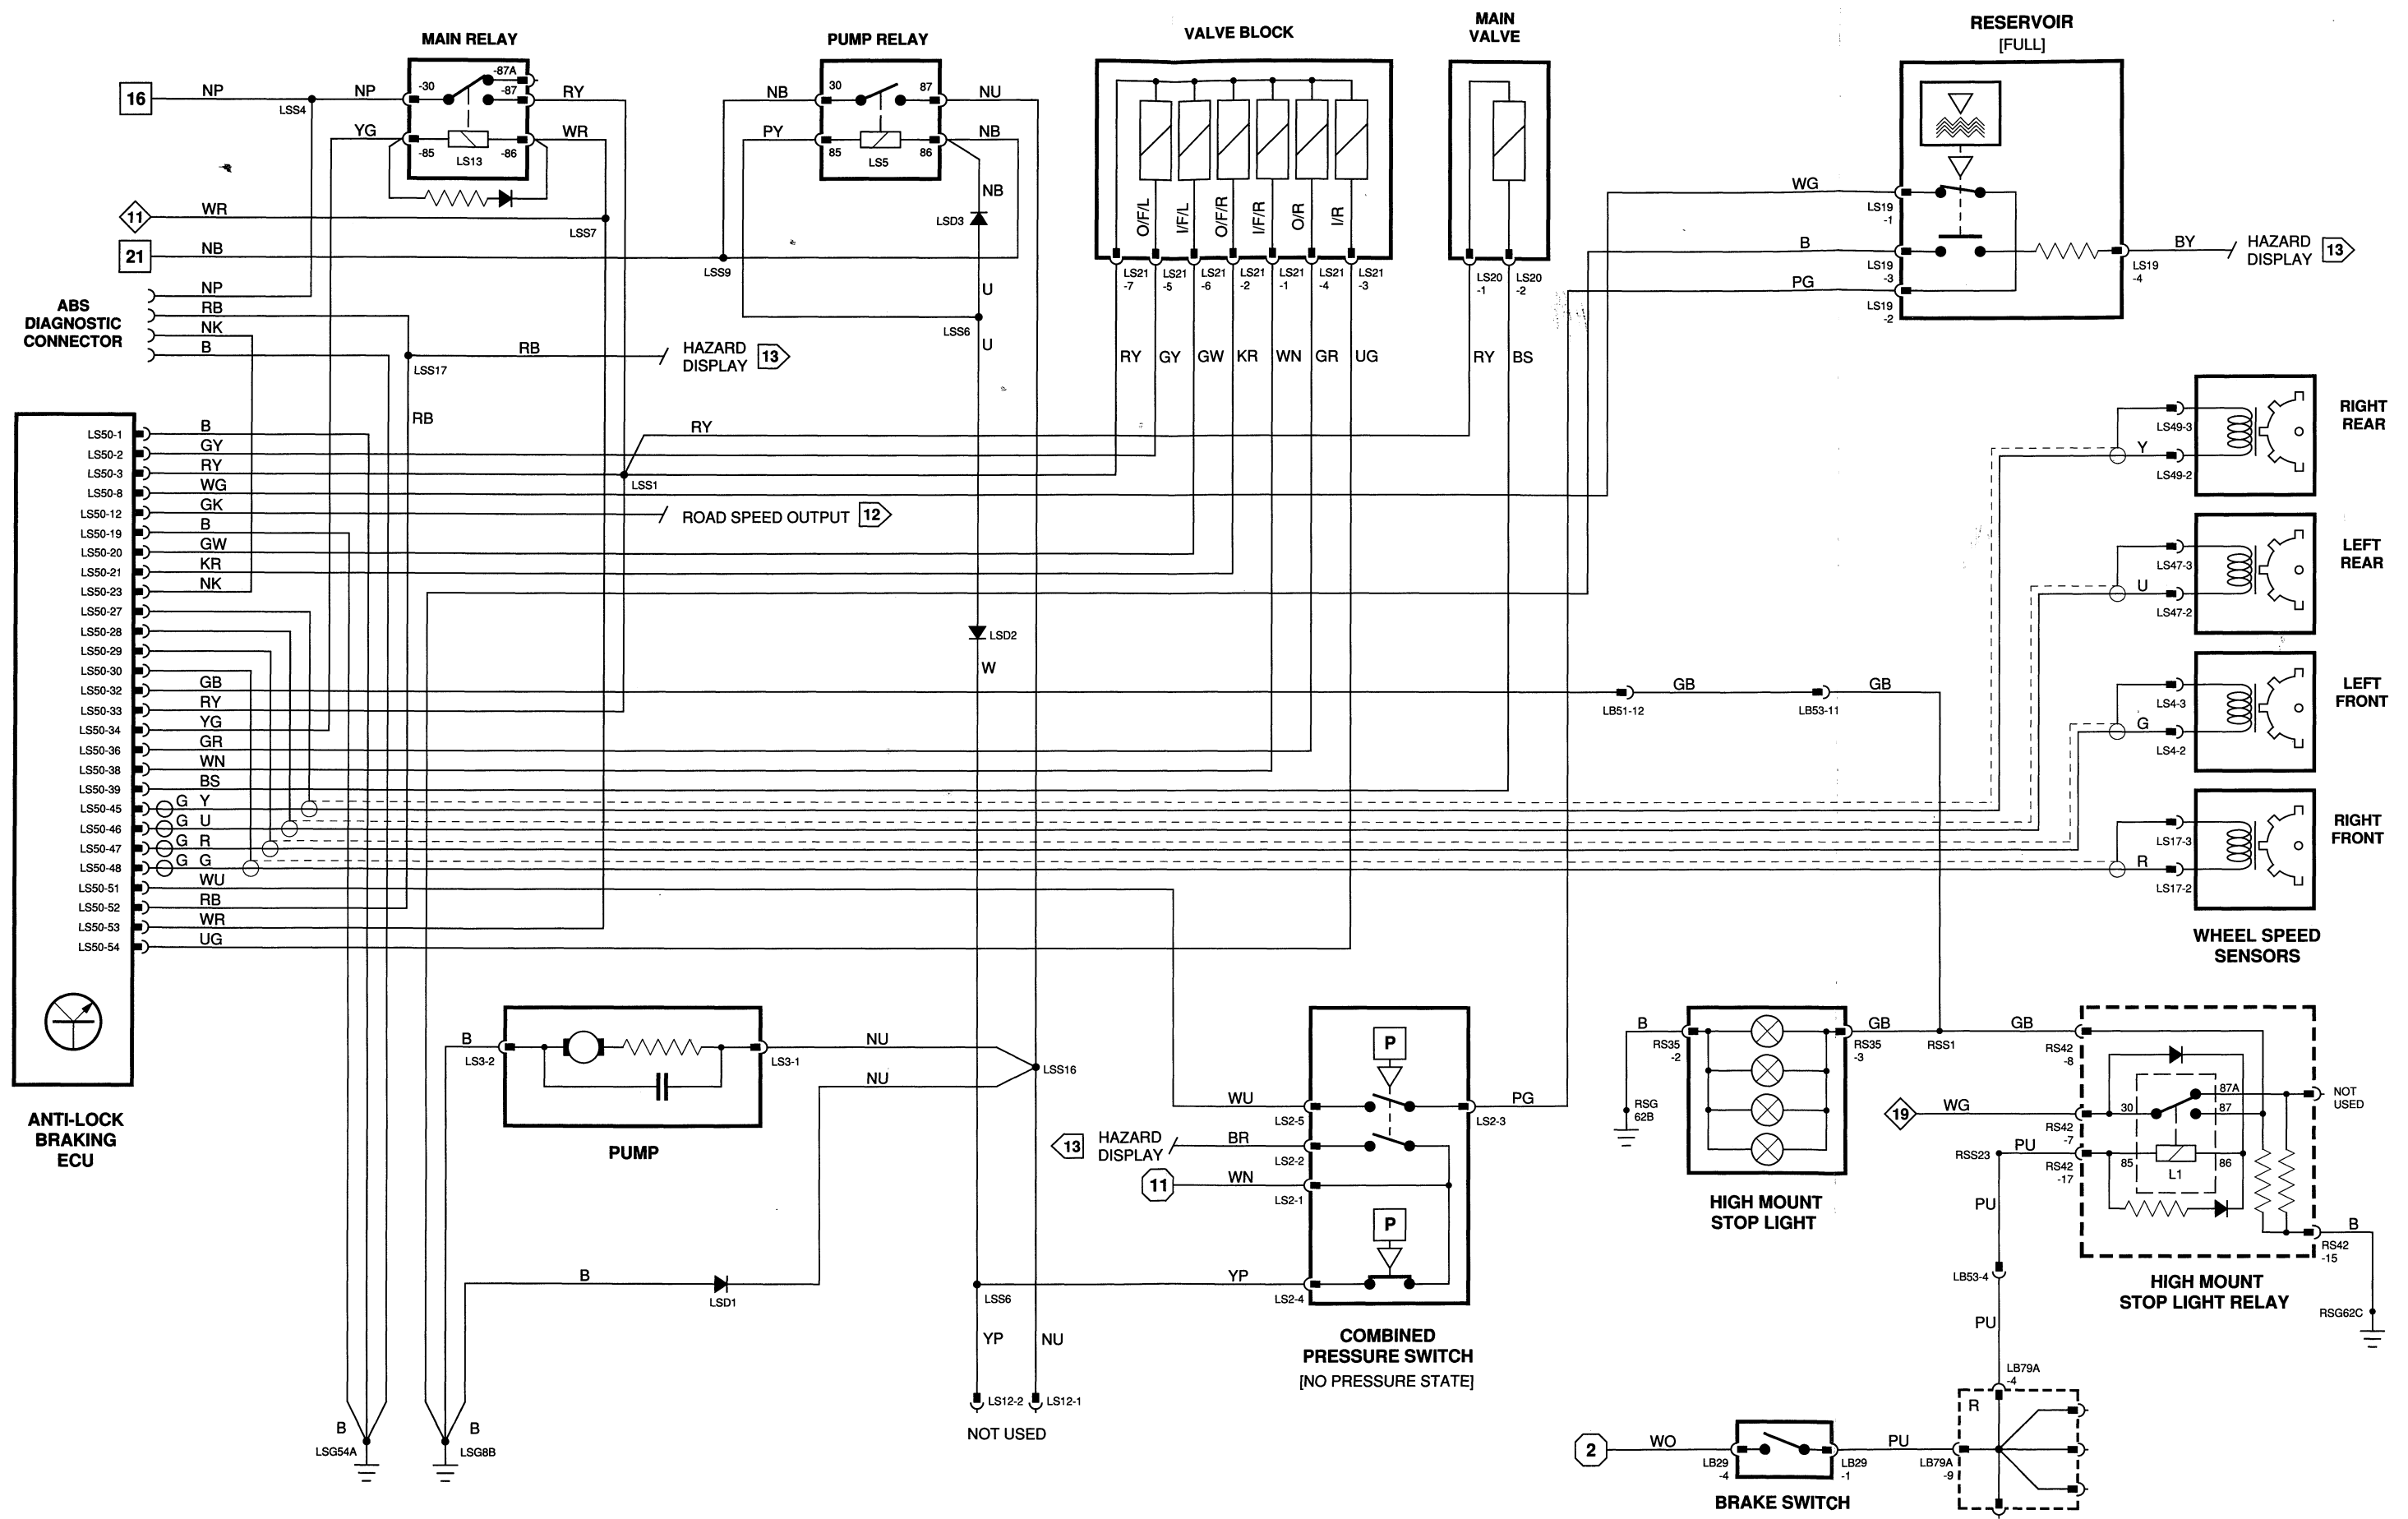 MAIN RELAY
PUMP RELAY
VALVE BLOCK
MAIN
VALVE
RESERVOIR
[FULL]
16
NP
LSS4
NP
-30
-87A
-87
RY
YG
-85
LS13
-86
WR
11
WR
LSS7
21
NB
LSS9
NB
30
87
NU
PY
85
LS5
86
NB
NB
LSD3
U
LSS6
U
O/F/L
I/F/L
O/F/R
I/F/R
O/R
I/R
LS21
-7
LS21
-5
LS21
-6
LS21
-2
LS21
-1
LS21
-4
LS21
-3
LS20
-1
LS20
-2
RY
GY
GW
KR
WN
GR
UG
RY
BS
WG
LS19
-1
B
LS19
-3
PG
LS19
-2
LS19
-4
BY
HAZARD
DISPLAY
13
ABS
DIAGNOSTIC
CONNECTOR
NP
RB
NK
B
RB
LSS17
HAZARD
DISPLAY
13
RB
LS50-1
B
LS50-2
GY
LS50-3
RY
LS50-8
WG
LS50-12
GK
LS50-19
B
LS50-20
GW
LS50-21
KR
LS50-23
NK
LS50-27
LS50-28
LS50-29
LS50-30
LS50-32
GB
LS50-33
RY
LS50-34
YG
LS50-36
GR
LS50-38
WN
LS50-39
BS
LS50-45
G Y
LS50-46
G U
LS50-47
G R
LS50-48
G G
LS50-51
WU
LS50-52
RB
LS50-53
WR
LS50-54
UG
RY
LSS1
ROAD SPEED OUTPUT
12
LSD2
W
LB51-12
GB
LB53-11
GB
LS49-3
Y
LS49-2
RIGHT
REAR
LS47-3
U
LS47-2
LEFT
REAR
LS4-3
G
LS4-2
LEFT
FRONT
LS17-3
R
LS17-2
RIGHT
FRONT
WHEEL SPEED
SENSORS
ANTI-LOCK
BRAKING
ECU
B
LS3-2
LS3-1
NU
NU
LSS16
PUMP
B
LSD1
B
LSG54A
B
LSG8B
LSS6
YP
NU
LS12-2
LS12-1
NOT USED
P
WU
LS2-5
LS2-3
PG
13
HAZARD
DISPLAY
BR
LS2-2
11
WN
LS2-1
P
YP
LS2-4
COMBINED
PRESSURE SWITCH
[NO PRESSURE STATE]
B
RS35
-2
RSG
62B
RS35
-3
GB
RSS1
GB
RS42
-8
HIGH MOUNT
STOP LIGHT
19
WG
RS42
-7
30
87A
87
NOT
USED
RSS23
PU
RS42
-17
85
L1
86
PU
B
RS42
-15
RSG62C
HIGH MOUNT
STOP LIGHT RELAY
LB53-4
PU
LB79A
-4
R
2
WO
LB29
-4
LB29
-1
PU
LB79A
-9
BRAKE SWITCH